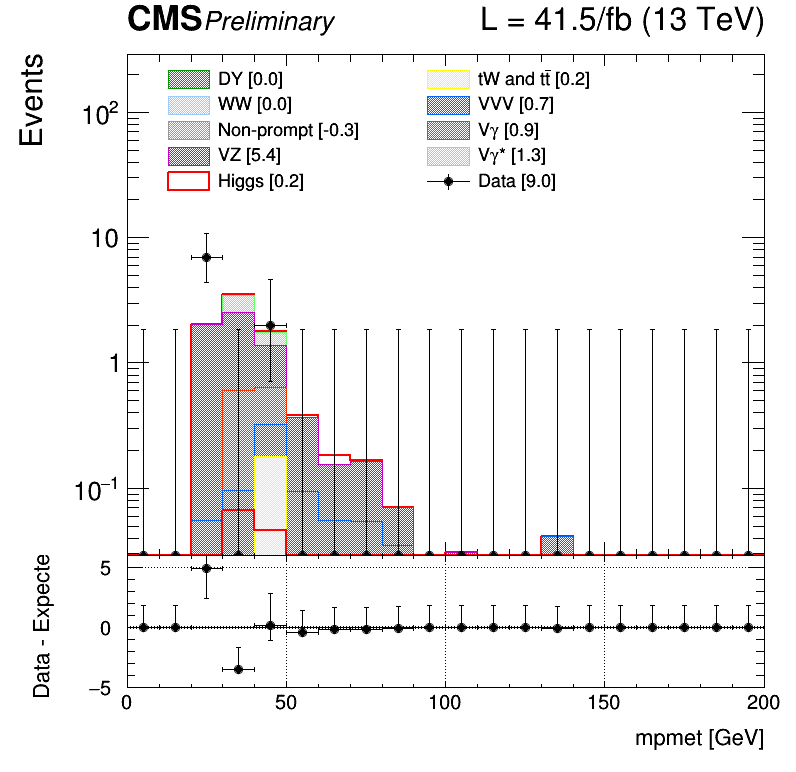 CMS Preliminary L = 41.5/fb (13 TeV)
Events
DY [0.0]
WW [0.0]
Non-prompt [-0.3]
VZ [5.4]
Higgs [0.2]
tW and tt̄ [0.2]
VVV [0.7]
Vγ [0.9]
Vγ* [1.3]
Data [9.0]
10²
10
1
10⁻¹
Data - Expecte
5
0
−5
0 50 100 150 200
mpmet [GeV]